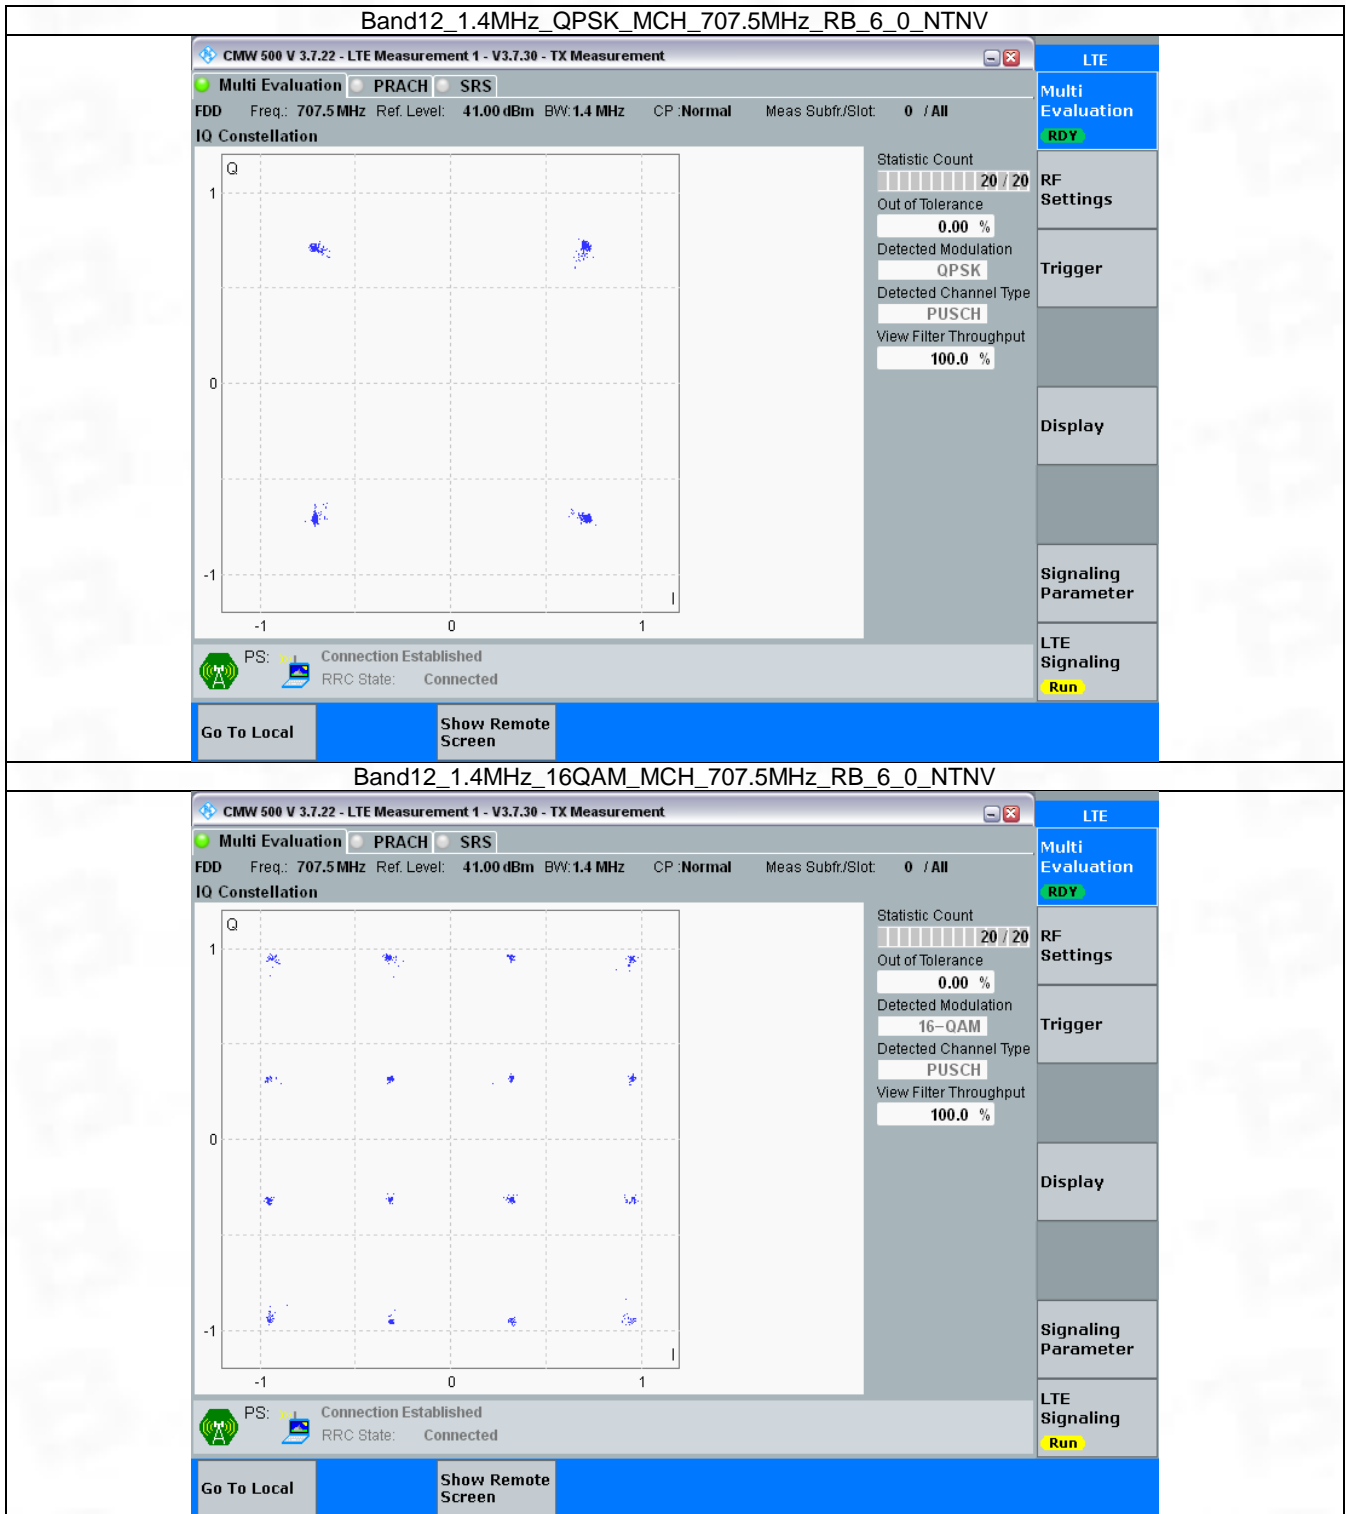 Band12_1.4MHz_QPSK_MCH_707.5MHz_RB_6_0_NTNV
CMW 500 V 3.7.22 - LTE Measurement 1 - V3.7.30 - TX Measurement
LTE
Multi Evaluation PRACH SRS
Multi
Evaluation
RDY
FDD Freq.: 707.5 MHz Ref. Level: 41.00 dBm BW: 1.4 MHz CP : Normal Meas Subfr./Slot: 0 / All
IQ Constellation
Q
1
0
-1
I
-1 0 1
Statistic Count
20 / 20
Out of Tolerance
0.00 %
Detected Modulation
QPSK
Detected Channel Type
PUSCH
View Filter Throughput
100.0 %
RF
Settings
Trigger
Display
Signaling
Parameter
LTE
Signaling
Run
PS: Connection Established
RRC State: Connected
Go To Local
Show Remote
Screen
Band12_1.4MHz_16QAM_MCH_707.5MHz_RB_6_0_NTNV
CMW 500 V 3.7.22 - LTE Measurement 1 - V3.7.30 - TX Measurement
LTE
Multi Evaluation PRACH SRS
Multi
Evaluation
RDY
FDD Freq.: 707.5 MHz Ref. Level: 41.00 dBm BW: 1.4 MHz CP : Normal Meas Subfr./Slot: 0 / All
IQ Constellation
Q
1
0
-1
I
-1 0 1
Statistic Count
20 / 20
Out of Tolerance
0.00 %
Detected Modulation
16-QAM
Detected Channel Type
PUSCH
View Filter Throughput
100.0 %
RF
Settings
Trigger
Display
Signaling
Parameter
LTE
Signaling
Run
PS: Connection Established
RRC State: Connected
Go To Local
Show Remote
Screen